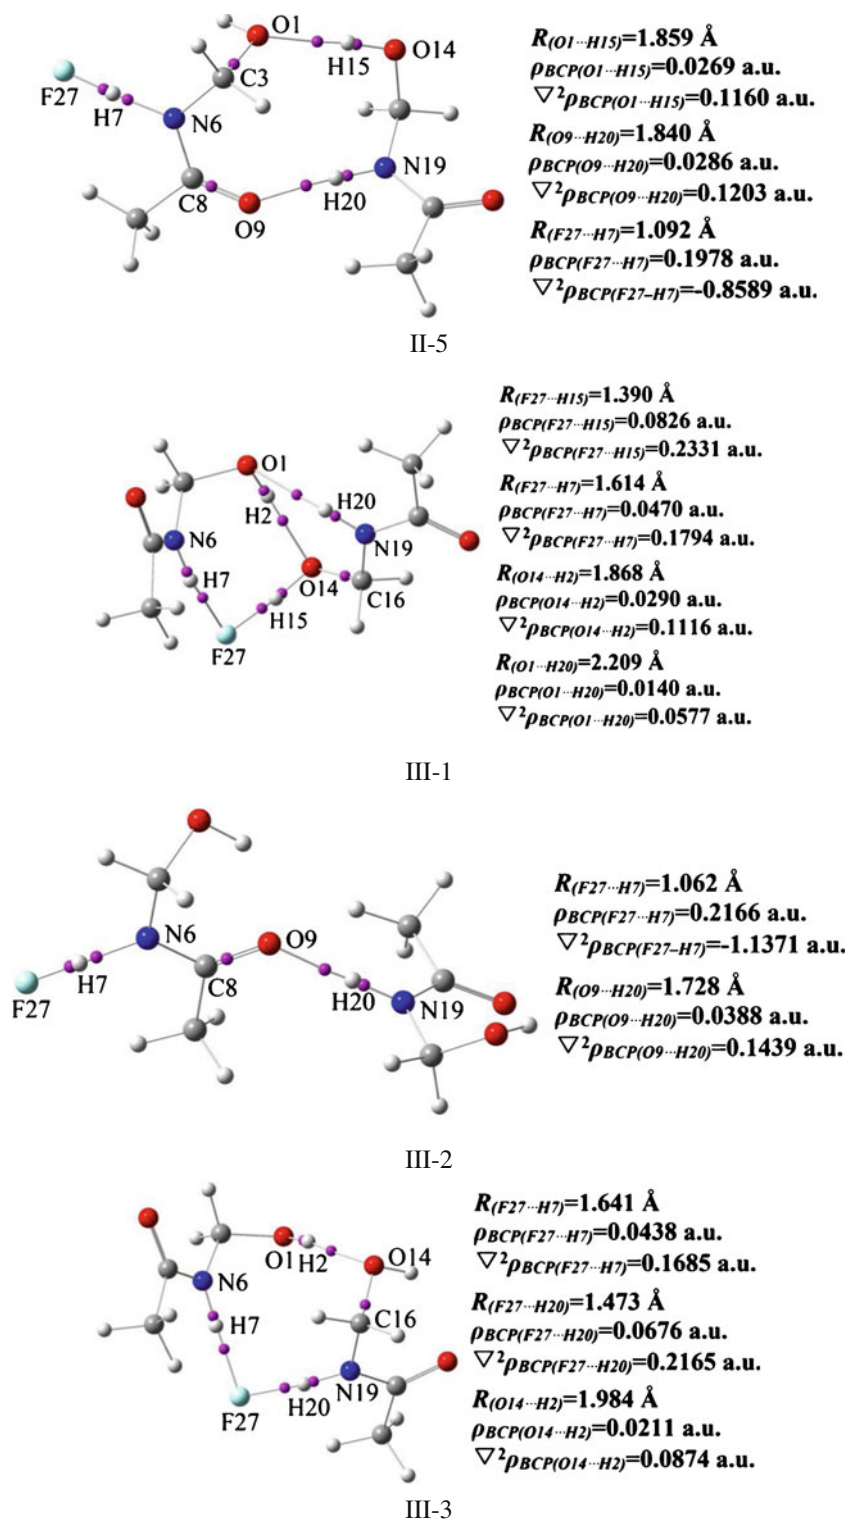 O1
O14
H15
C3
F27
H7
N6
N19
C8
O9
H20
R(O1···H15)=1.859 Å
ρBCP(O1···H15)=0.0269 a.u.
▽²ρBCP(O1···H15)=0.1160 a.u.
R(O9···H20)=1.840 Å
ρBCP(O9···H20)=0.0286 a.u.
▽²ρBCP(O9···H20)=0.1203 a.u.
R(F27···H7)=1.092 Å
ρBCP(F27···H7)=0.1978 a.u.
▽²ρBCP(F27–H7)=-0.8589 a.u.
II-5
O1
H20
H2
N6
N19
H7
O14
C16
H15
F27
R(F27···H15)=1.390 Å
ρBCP(F27···H15)=0.0826 a.u.
▽²ρBCP(F27···H15)=0.2331 a.u.
R(F27···H7)=1.614 Å
ρBCP(F27···H7)=0.0470 a.u.
▽²ρBCP(F27···H7)=0.1794 a.u.
R(O14···H2)=1.868 Å
ρBCP(O14···H2)=0.0290 a.u.
▽²ρBCP(O14···H2)=0.1116 a.u.
R(O1···H20)=2.209 Å
ρBCP(O1···H20)=0.0140 a.u.
▽²ρBCP(O1···H20)=0.0577 a.u.
III-1
N6
O9
H7
F27
C8
H20
N19
R(F27···H7)=1.062 Å
ρBCP(F27···H7)=0.2166 a.u.
▽²ρBCP(F27–H7)=-1.1371 a.u.
R(O9···H20)=1.728 Å
ρBCP(O9···H20)=0.0388 a.u.
▽²ρBCP(O9···H20)=0.1439 a.u.
III-2
O1
H2
O14
N6
H7
C16
F27
H20
N19
R(F27···H7)=1.641 Å
ρBCP(F27···H7)=0.0438 a.u.
▽²ρBCP(F27···H7)=0.1685 a.u.
R(F27···H20)=1.473 Å
ρBCP(F27···H20)=0.0676 a.u.
▽²ρBCP(F27···H20)=0.2165 a.u.
R(O14···H2)=1.984 Å
ρBCP(O14···H2)=0.0211 a.u.
▽²ρBCP(O14···H2)=0.0874 a.u.
III-3